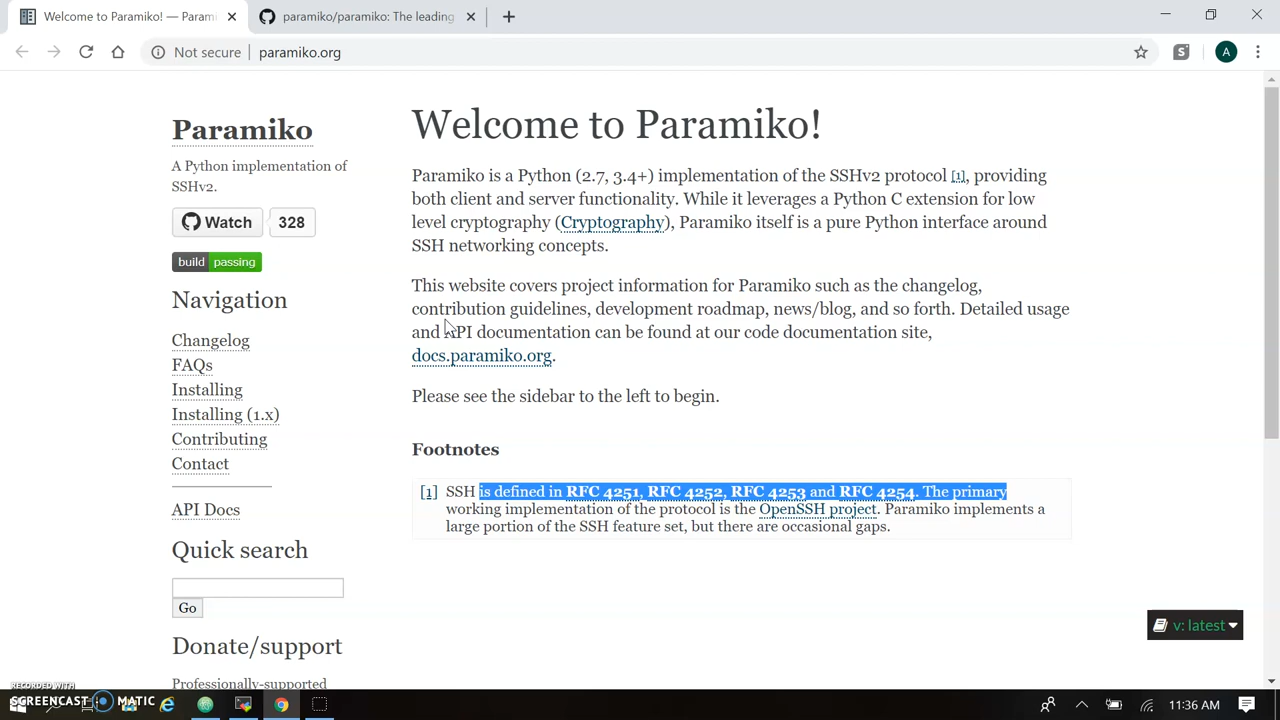 Welcome to Paramiko! — Parami
paramiko/paramiko: The leading
Not secure
paramiko.org
S
A
Paramiko
A Python implementation of
SSHv2.
Watch
328
build passing
Navigation
Changelog
FAQs
Installing
Installing (1.x)
Contributing
Contact
API Docs
Quick search
Go
Donate/support
Professionally-supported
Welcome to Paramiko!
Paramiko is a Python (2.7, 3.4+) implementation of the SSHv2 protocol [1], providing
both client and server functionality. While it leverages a Python C extension for low
level cryptography (Cryptography), Paramiko itself is a pure Python interface around
SSH networking concepts.
This website covers project information for Paramiko such as the changelog,
contribution guidelines, development roadmap, news/blog, and so forth. Detailed usage
and API documentation can be found at our code documentation site,
docs.paramiko.org.
Please see the sidebar to the left to begin.
Footnotes
[1] SSH is defined in RFC 4251, RFC 4252, RFC 4253 and RFC 4254. The primary
working implementation of the protocol is the OpenSSH project. Paramiko implements a
large portion of the SSH feature set, but there are occasional gaps.
v: latest
RECORDED WITH
SCREENCAST MATIC
11:36 AM